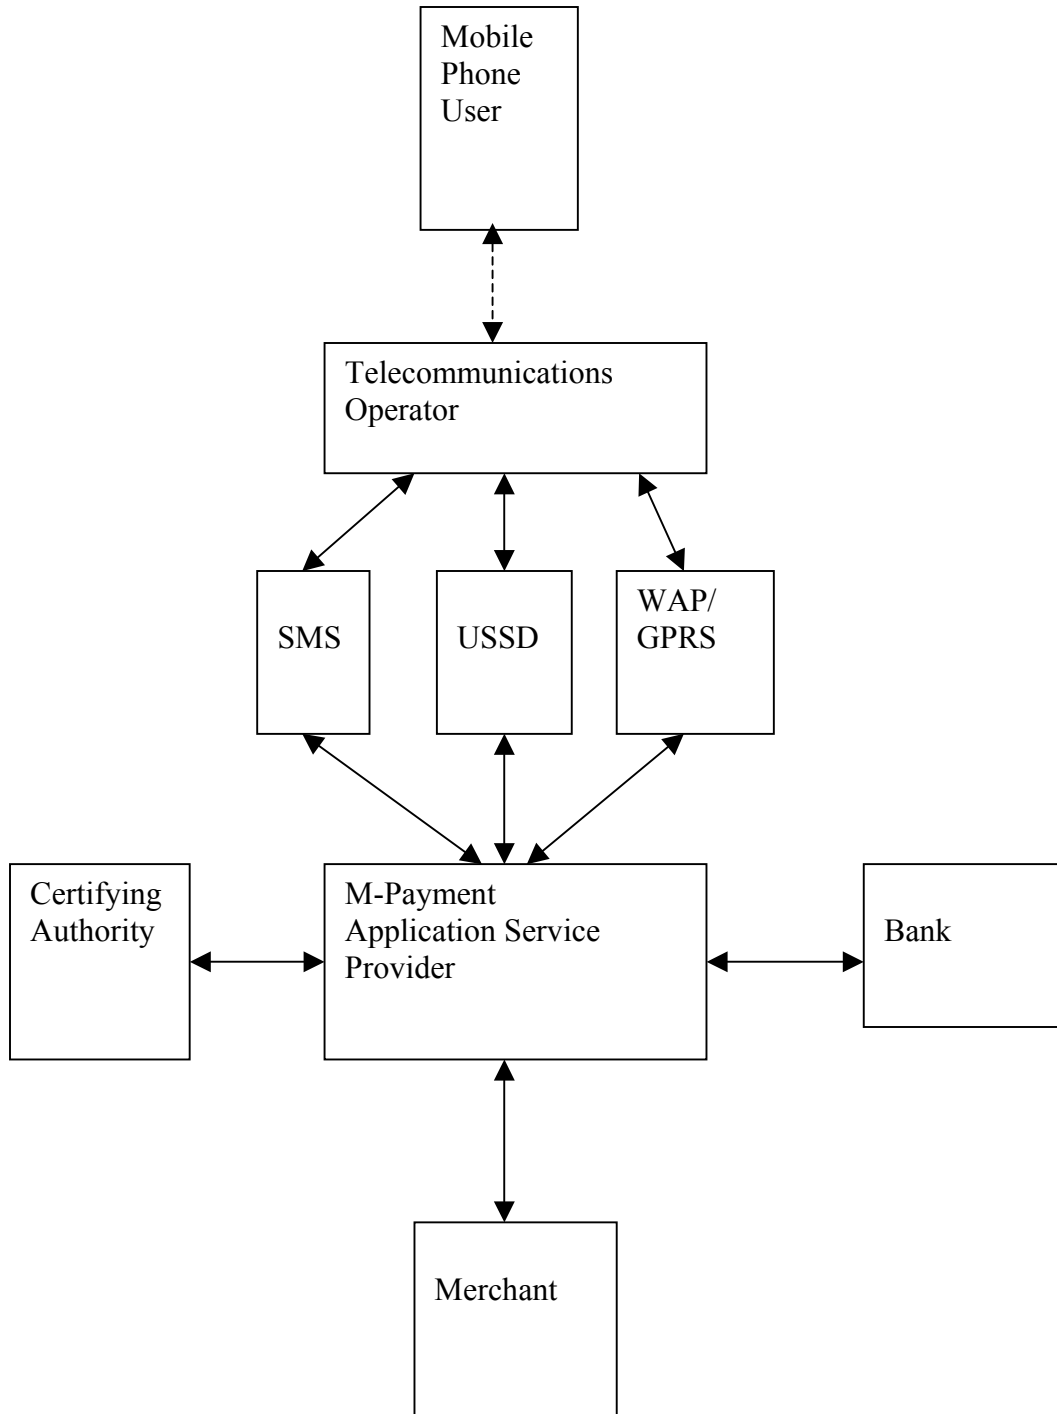 Mobile
Phone
User
Telecommunications
Operator
SMS
USSD
WAP/
GPRS
Certifying
Authority
M-Payment
Application Service
Provider
Bank
Merchant